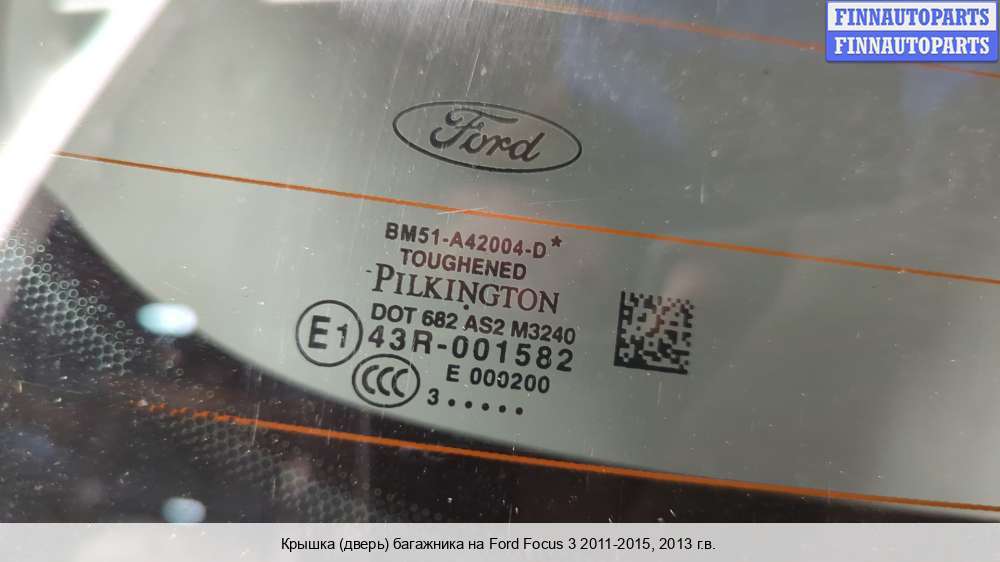 FINNAUTOPARTS
FINNAUTOPARTS
Ford
BM51-A42004-D*
TOUGHENED
PILKINGTON
DOT 682 AS2 M3240
E1 43R-001582
CCC E 000200
3 •••••
Крышка (дверь) багажника на Ford Focus 3 2011-2015, 2013 г.в.